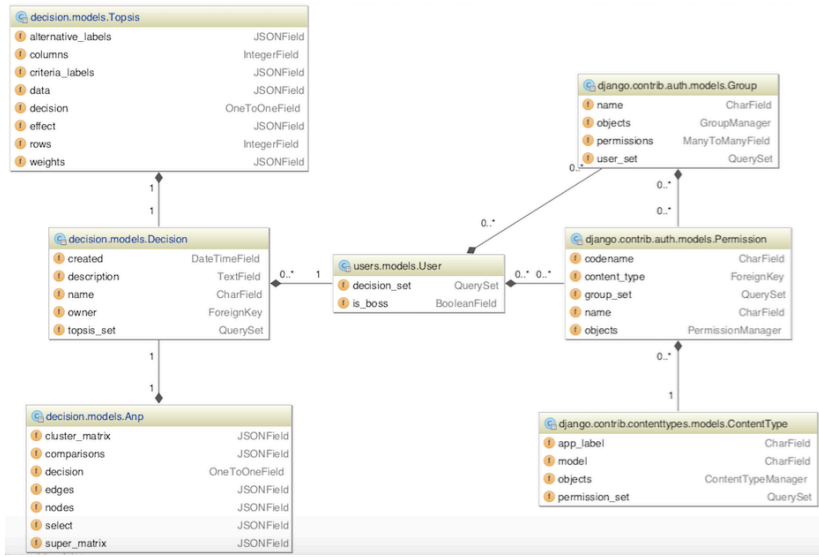 decision.models.Topsis
alternative_labels JSONField
columns IntegerField
criteria_labels JSONField
data JSONField
decision OneToOneField
effect JSONField
rows IntegerField
weights JSONField
1
1
decision.models.Decision
created DateTimeField
description TextField
name CharField
owner ForeignKey
topsis_set QuerySet
1
1
decision.models.Anp
cluster_matrix JSONField
comparisons JSONField
decision OneToOneField
edges JSONField
nodes JSONField
select JSONField
super_matrix JSONField
0..* 1
users.models.User
decision_set QuerySet
is_boss BooleanField
0..*
0..*
0..* 0..*
django.contrib.auth.models.Group
name CharField
objects GroupManager
permissions ManyToManyField
user_set QuerySet
0..*
0..*
django.contrib.auth.models.Permission
codename CharField
content_type ForeignKey
group_set QuerySet
name CharField
objects PermissionManager
0..*
1
django.contrib.contenttypes.models.ContentType
app_label CharField
model CharField
objects ContentTypeManager
permission_set QuerySet